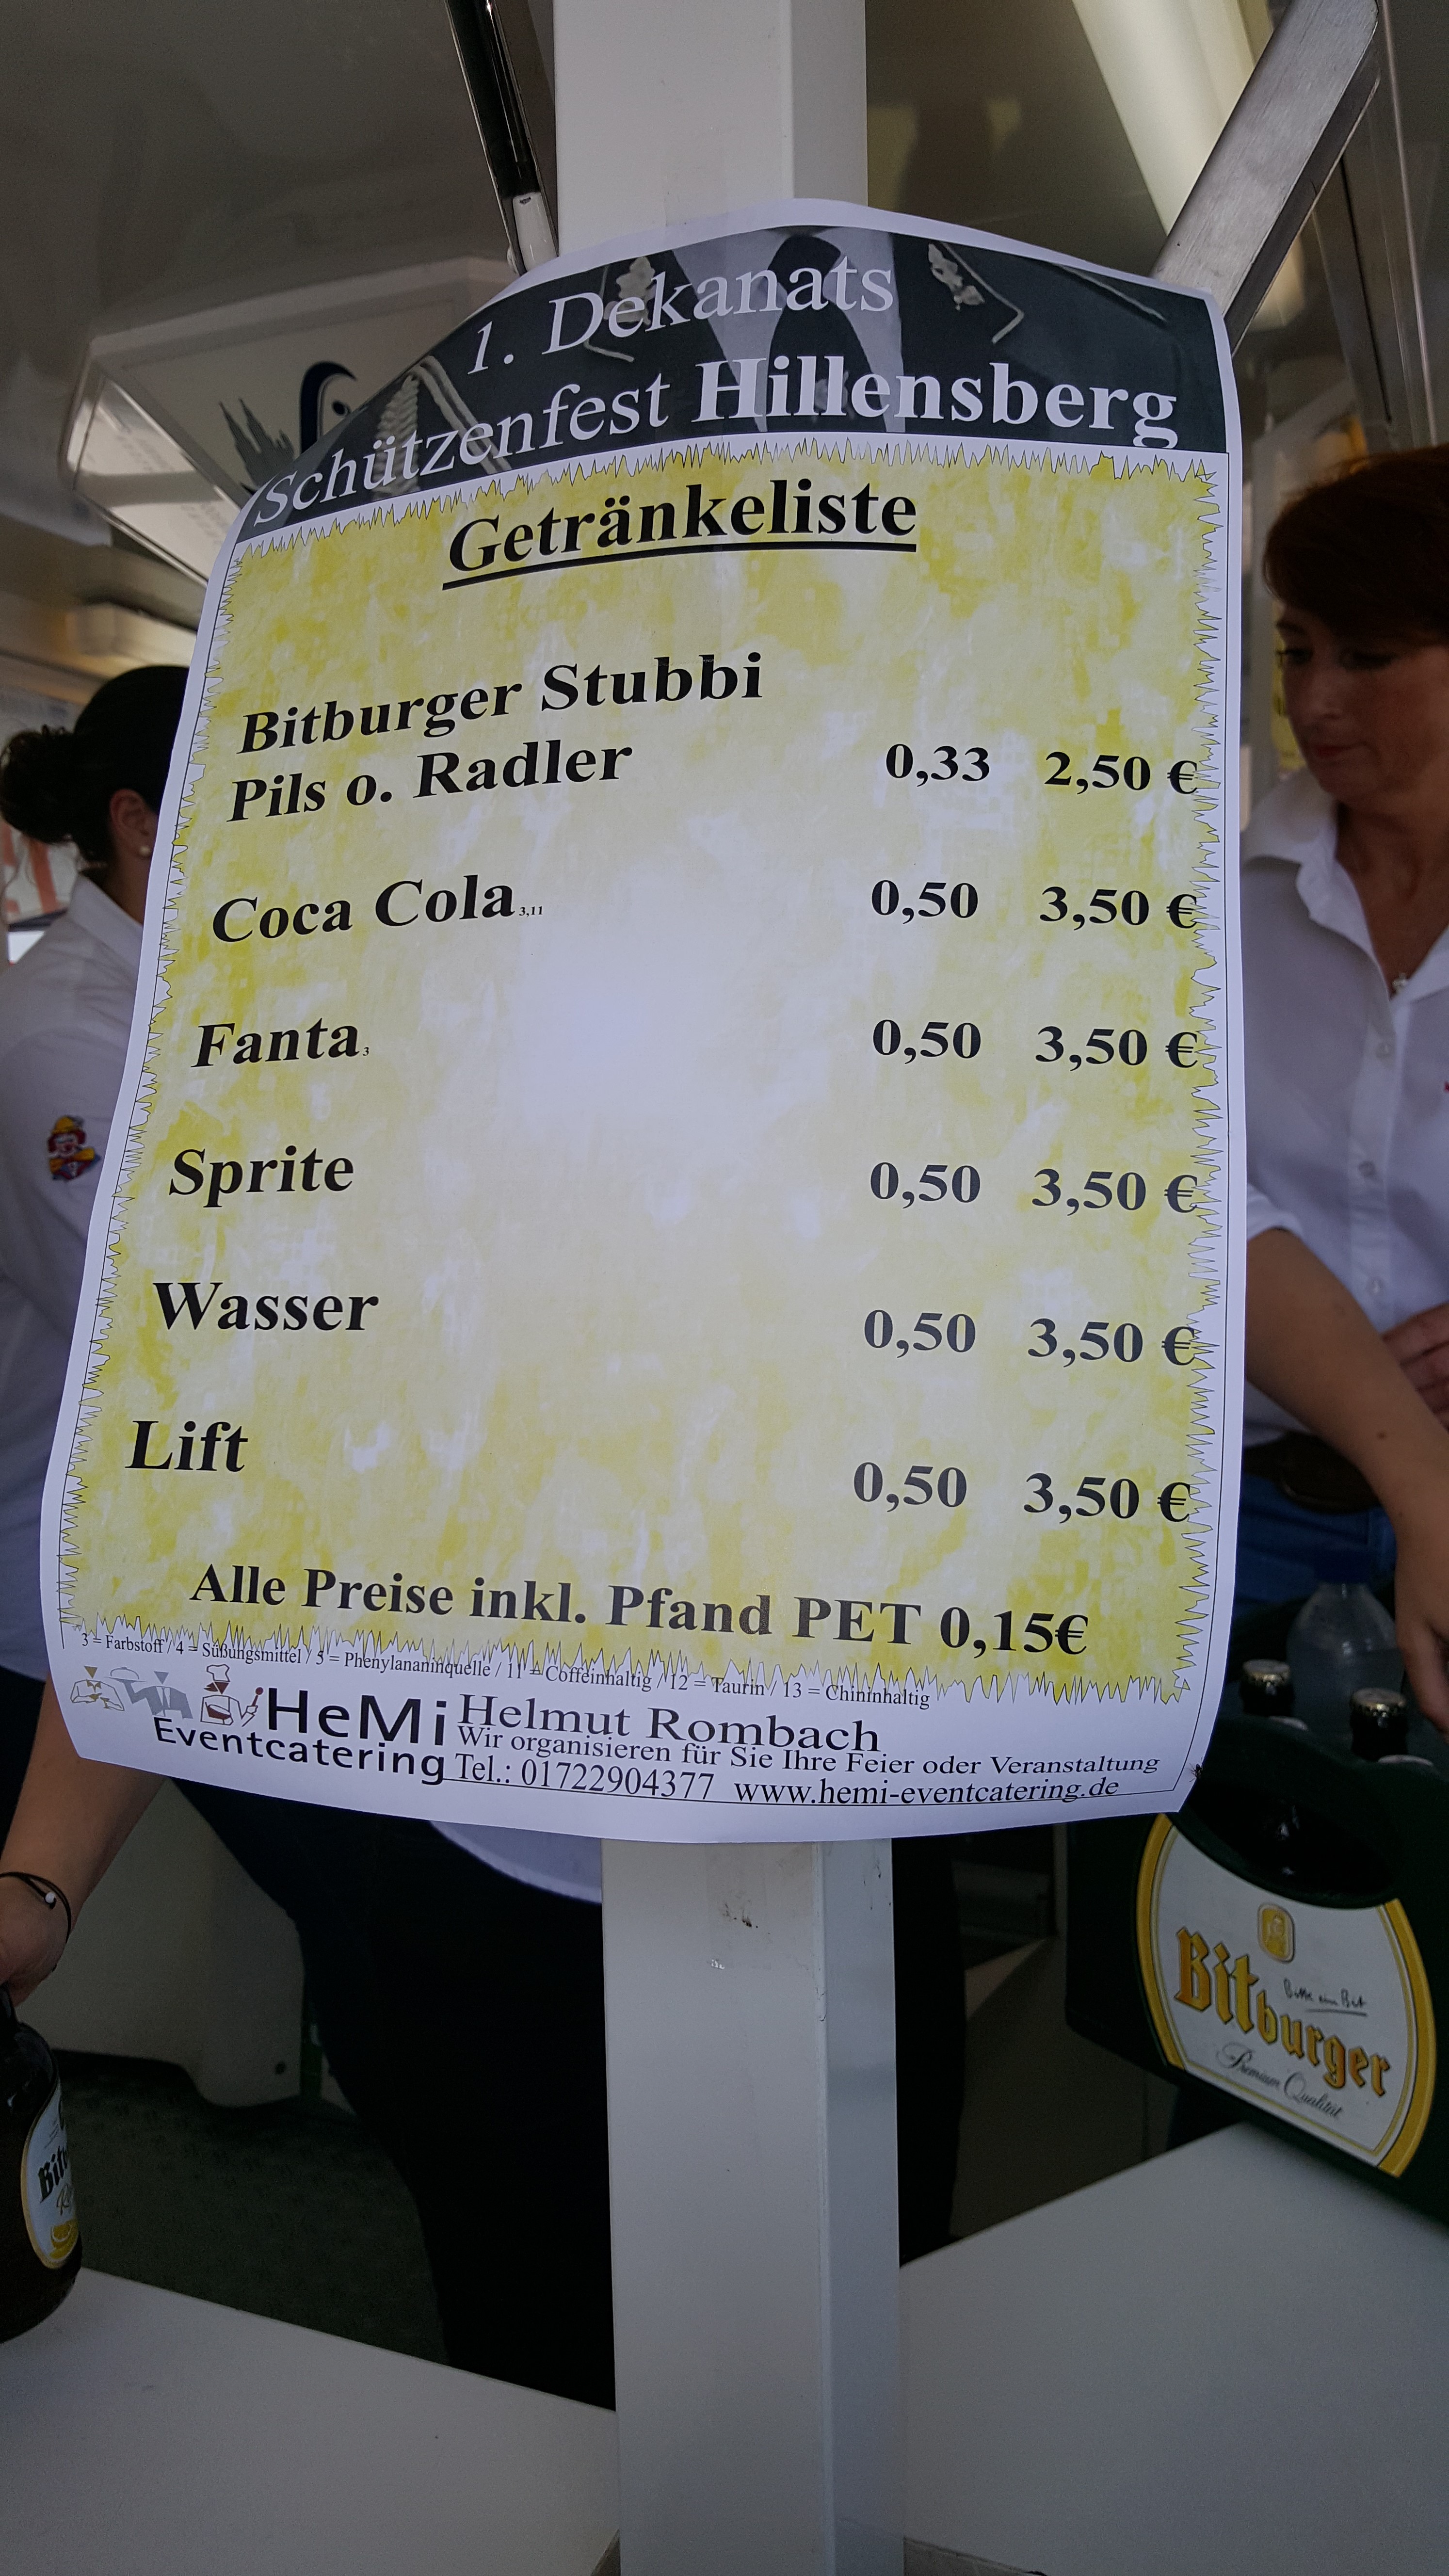 1. Dekanats
Schützenfest Hillensberg
Getränkeliste
Bitburger Stubbi
Pils o. Radler 0,33 2,50 €
Coca Cola 3,11 0,50 3,50 €
Fanta 3 0,50 3,50 €
Sprite 0,50 3,50 €
Wasser 0,50 3,50 €
Lift 0,50 3,50 €
Alle Preise inkl. Pfand PET 0,15€
3 = Farbstoff / 4 = Süßungsmittel / 5 = Phenylananinquelle / 11 = Coffeinhaltig / 12 = Taurin / 13 = Chininhaltig
HeMi Helmut Rombach
Eventcatering Wir organisieren für Sie Ihre Feier oder Veranstaltung
Tel.: 01722904377 www.hemi-eventcatering.de
Bitte ein Bit
Bitburger
Premium Qualität